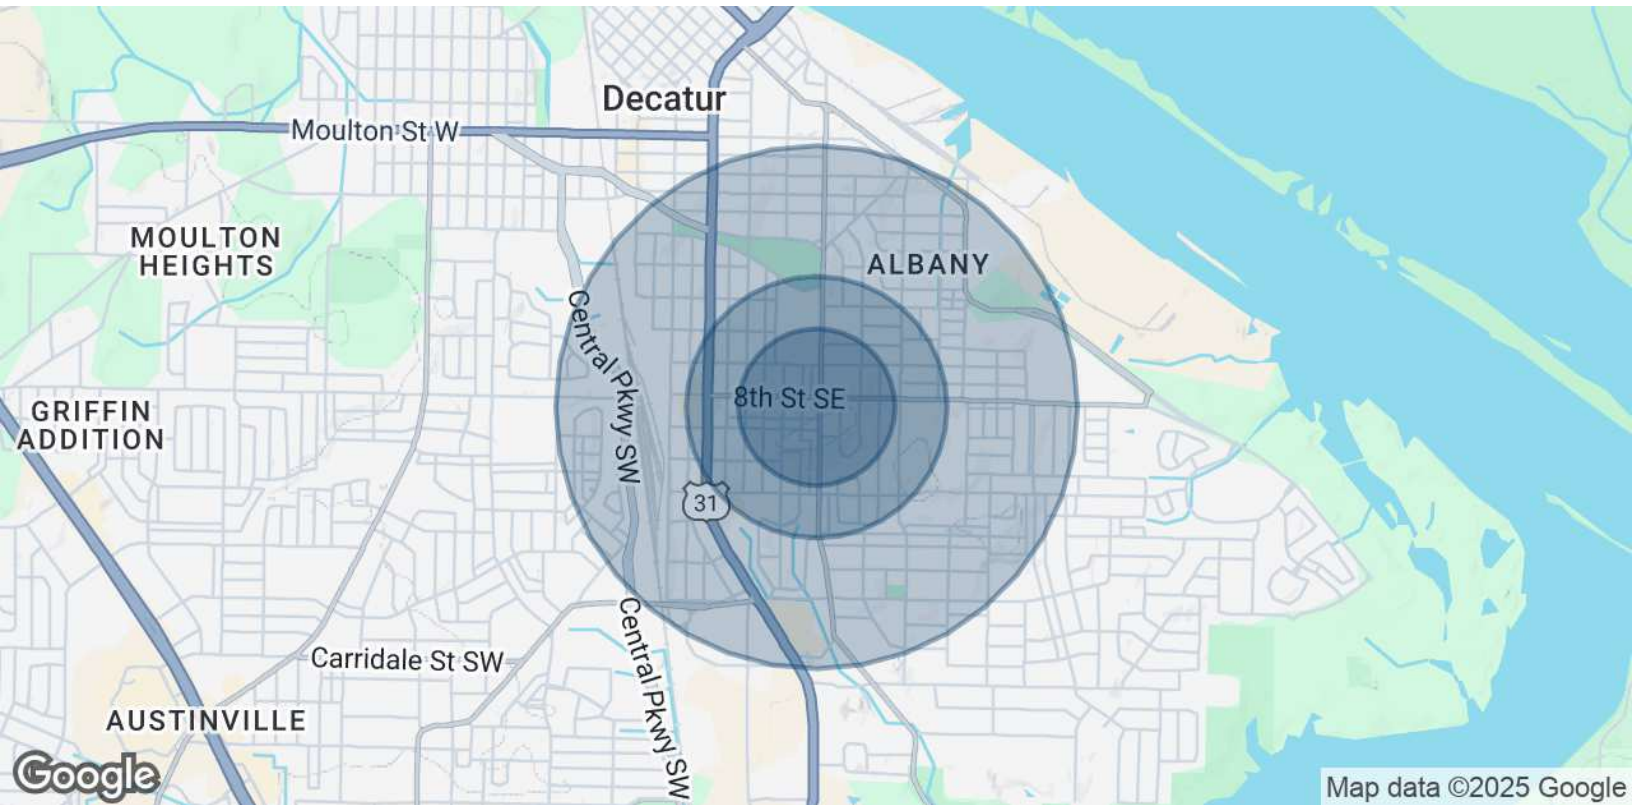 Decatur
Moulton St W
MOULTON
HEIGHTS
ALBANY
Central Pkwy SW
8th St SE
GRIFFIN
ADDITION
31
Central Pkwy SW
Carridale St SW
AUSTINVILLE
Google
Map data ©2025 Google